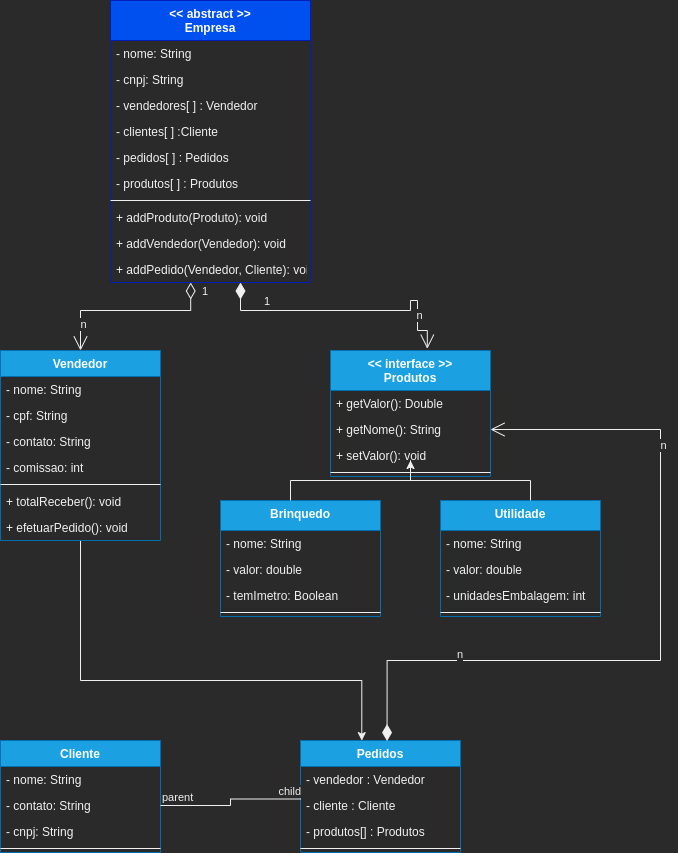 << abstract >>
Empresa
- nome: String
- cnpj: String
- vendedores[ ] : Vendedor
- clientes[ ] :Cliente
- pedidos[ ] : Pedidos
- produtos[ ] : Produtos
+ addProduto(Produto): void
+ addVendedor(Vendedor): void
+ addPedido(Vendedor, Cliente): voi
1
1
n
n
Vendedor
- nome: String
- cpf: String
- contato: String
- comissao: int
+ totalReceber(): void
+ efetuarPedido(): void
<< interface >>
Produtos
+ getValor(): Double
+ getNome(): String
+ setValor(): void
n
Brinquedo
- nome: String
- valor: double
- temImetro: Boolean
Utilidade
- nome: String
- valor: double
- unidadesEmbalagem: int
n
Cliente
- nome: String
- contato: String
- cnpj: String
parent
child
Pedidos
- vendedor : Vendedor
- cliente : Cliente
- produtos[] : Produtos